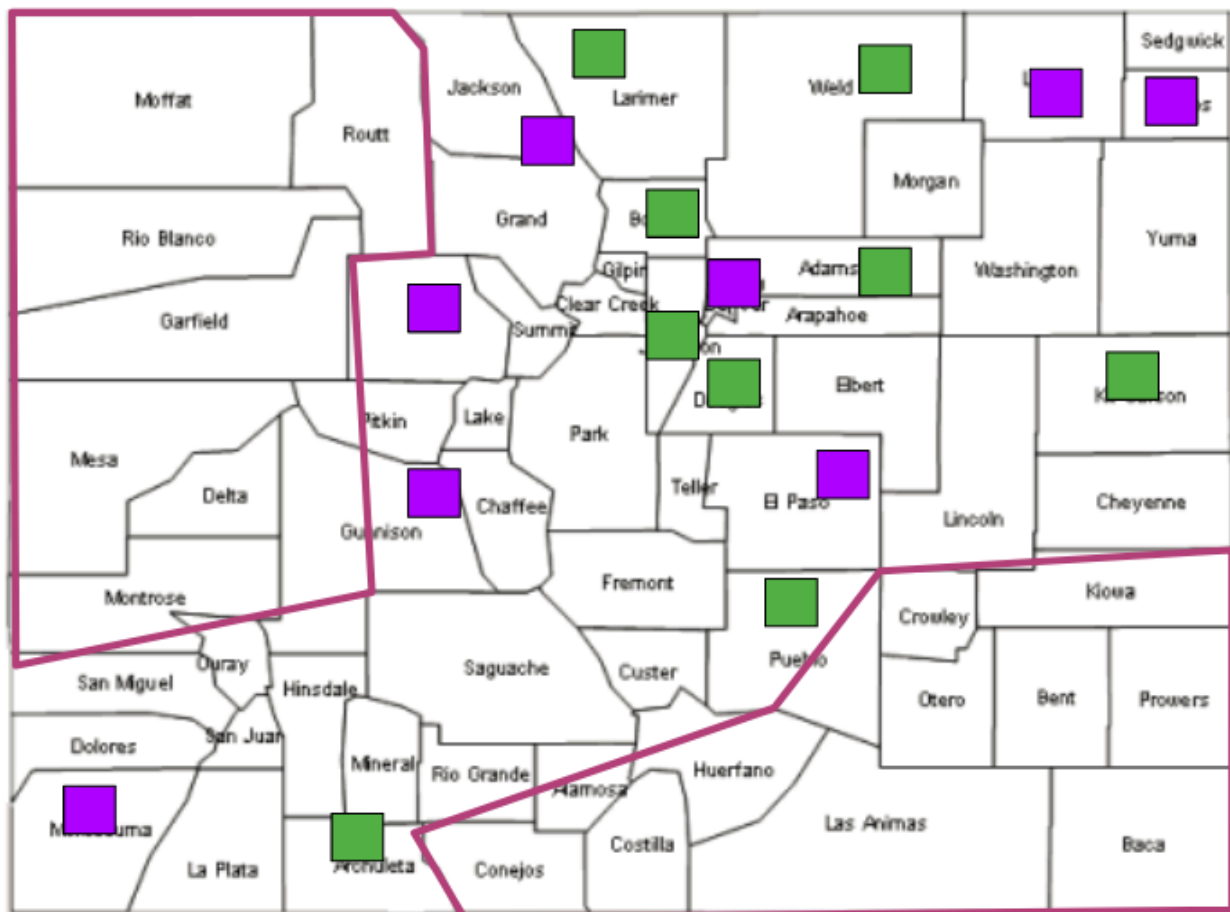 Sedgwick
Moffat
Jackson
Larimer
Weld
Routt
Morgan
Rio Blanco
Grand
Yuma
Gilpin
Adams
Washington
Garfield
Clear Creek
Summit
Arapahoe
Elbert
Pitkin
Lake
Park
Mesa
Delta
Teller
El Paso
Chaffee
Cheyenne
Gunnison
Lincoln
Montrose
Fremont
Kiowa
Crowley
Ouray
San Miguel
Hinsdale
Saguache
Custer
Pueblo
Otero
Bent
Prowers
Dolores
San Juan
Mineral
Rio Grande
Huerfano
Alamosa
Las Animas
Costilla
Baca
La Plata
Archuleta
Conejos